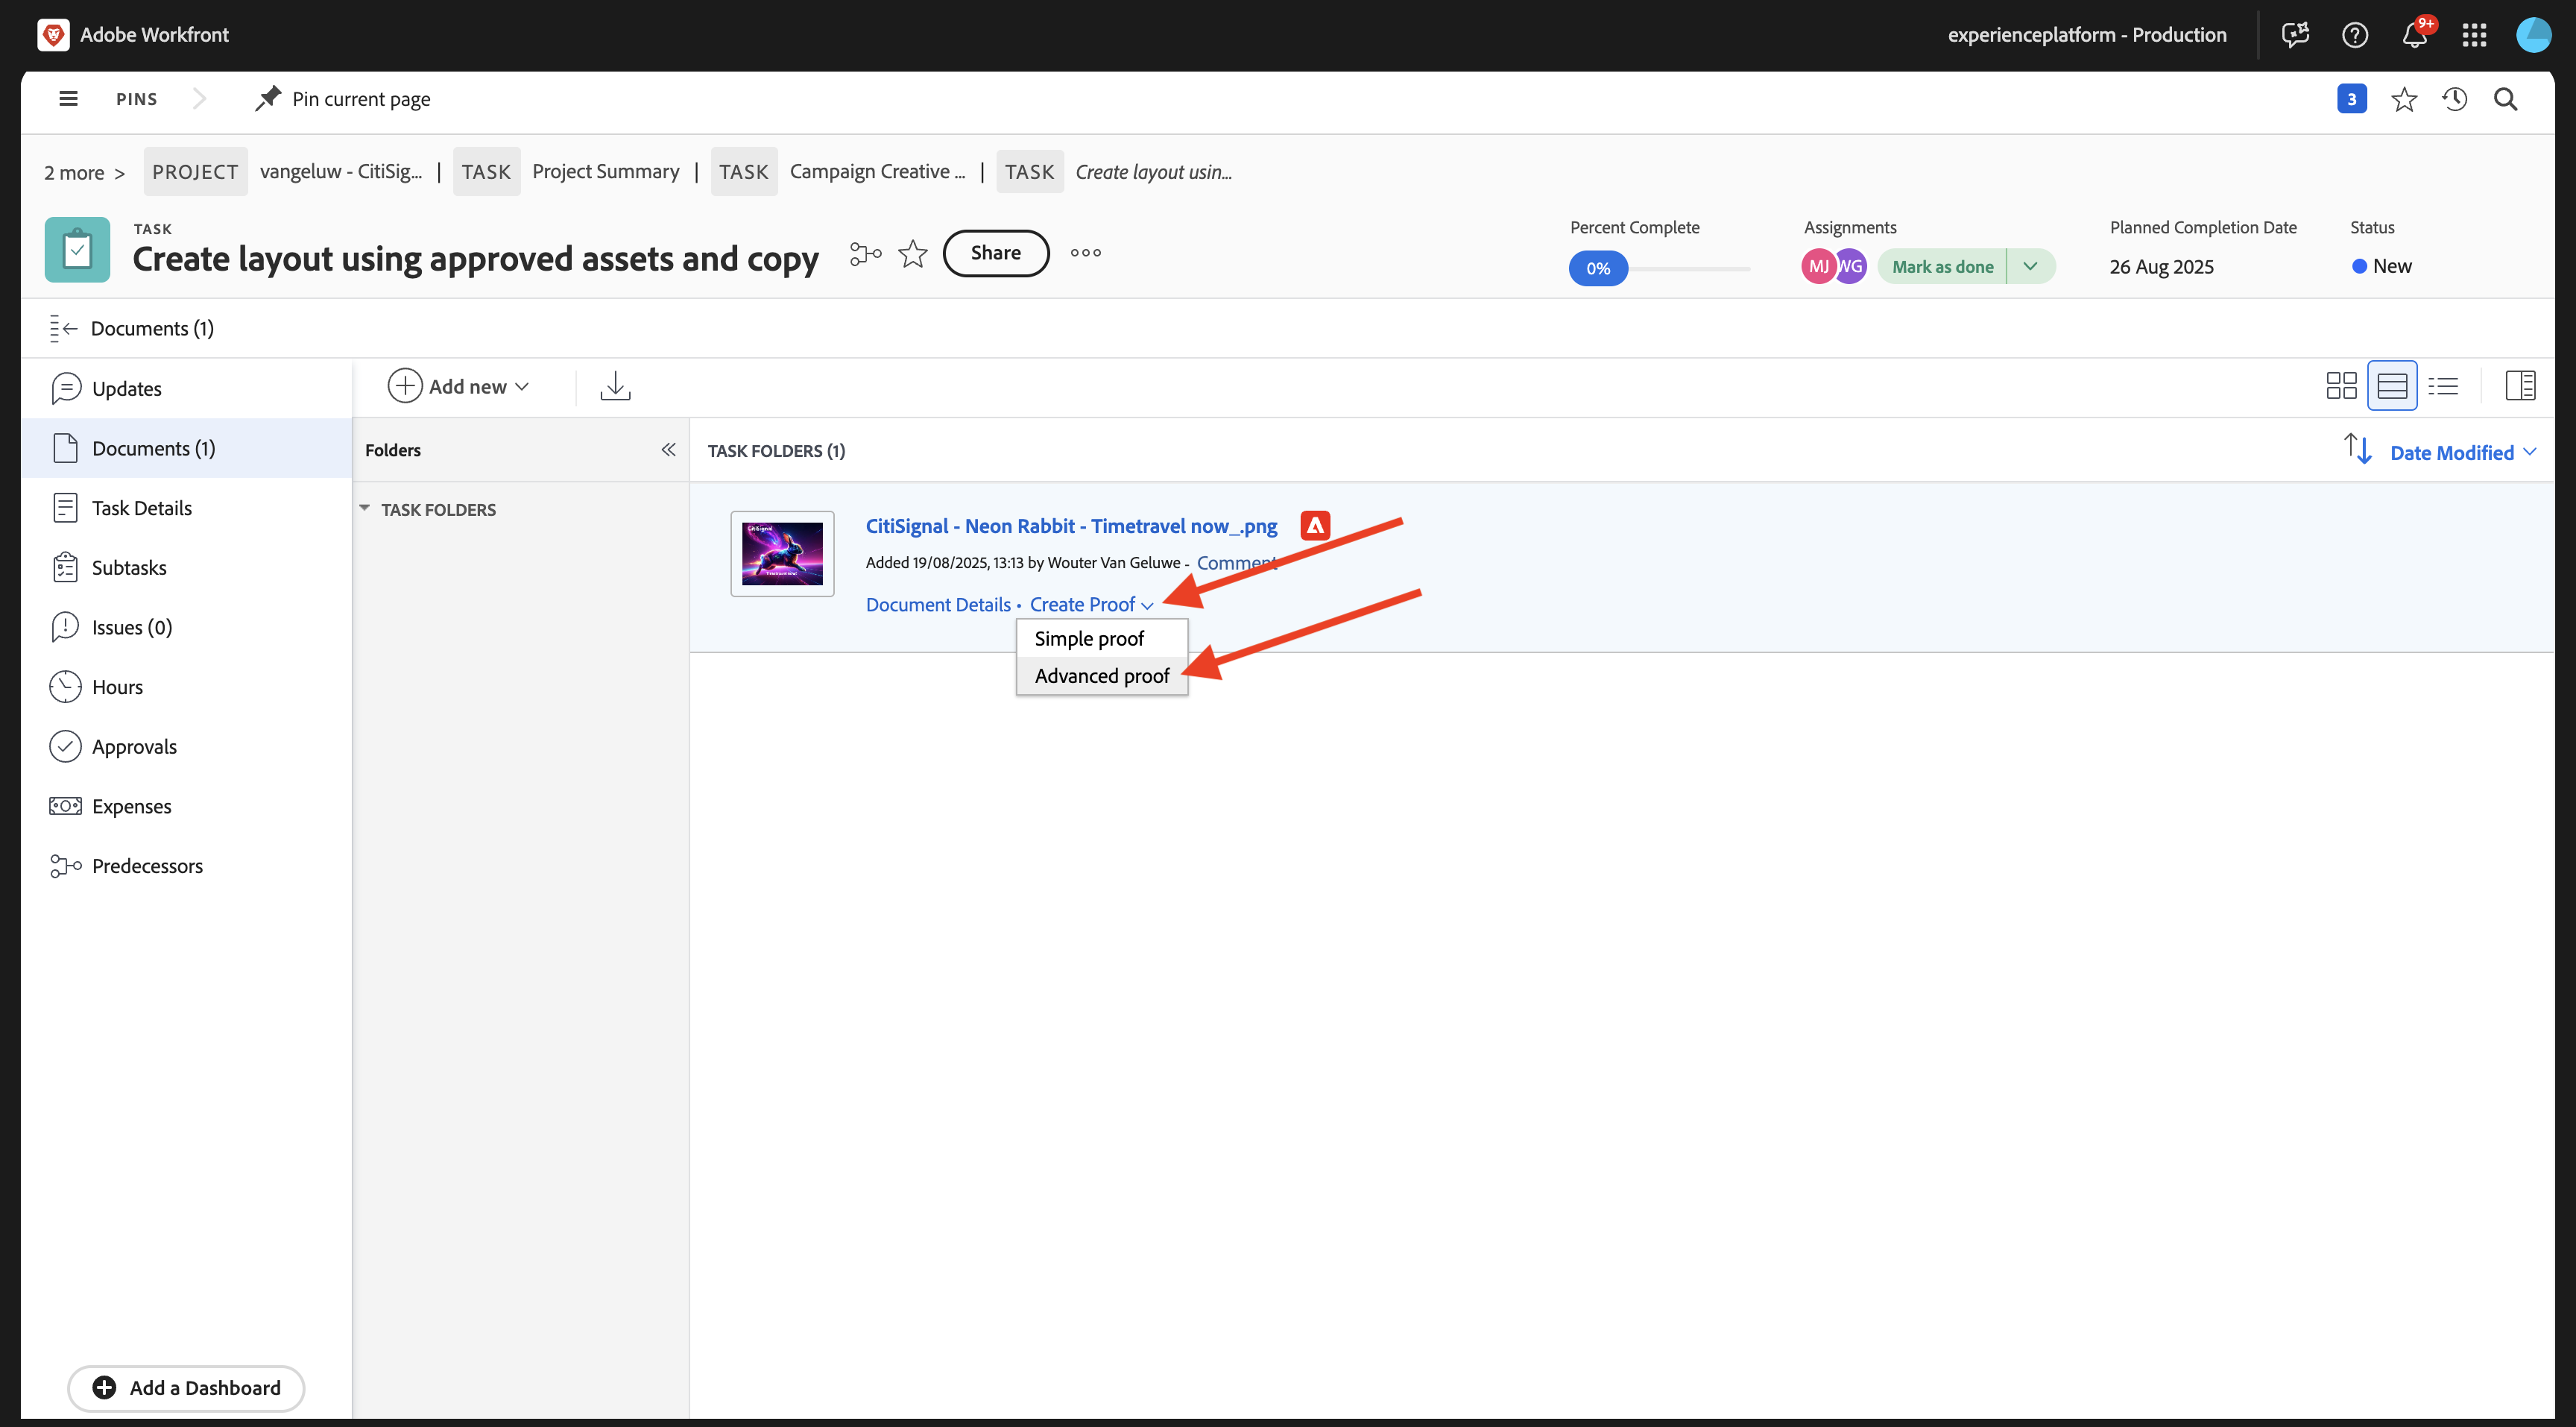 Adobe Workfront
experienceplatform - Production
9+
PINS
Pin current page
3
2 more >
PROJECT vangeluw - CitiSig... | TASK Project Summary | TASK Campaign Creative ... | TASK Create layout usin...
TASK
Create layout using approved assets and copy
Share
Percent Complete
0%
Assignments
MJ WG Mark as done
Planned Completion Date
26 Aug 2025
Status
New
Documents (1)
Updates
Documents (1)
Task Details
Subtasks
Issues (0)
Hours
Approvals
Expenses
Predecessors
Add a Dashboard
Add new
Folders
TASK FOLDERS
TASK FOLDERS (1)
Date Modified
CitiSignal
CitiSignal - Neon Rabbit - Timetravel now_.png
Added 19/08/2025, 13:13 by Wouter Van Geluwe - Comment
Document Details • Create Proof
Simple proof
Advanced proof